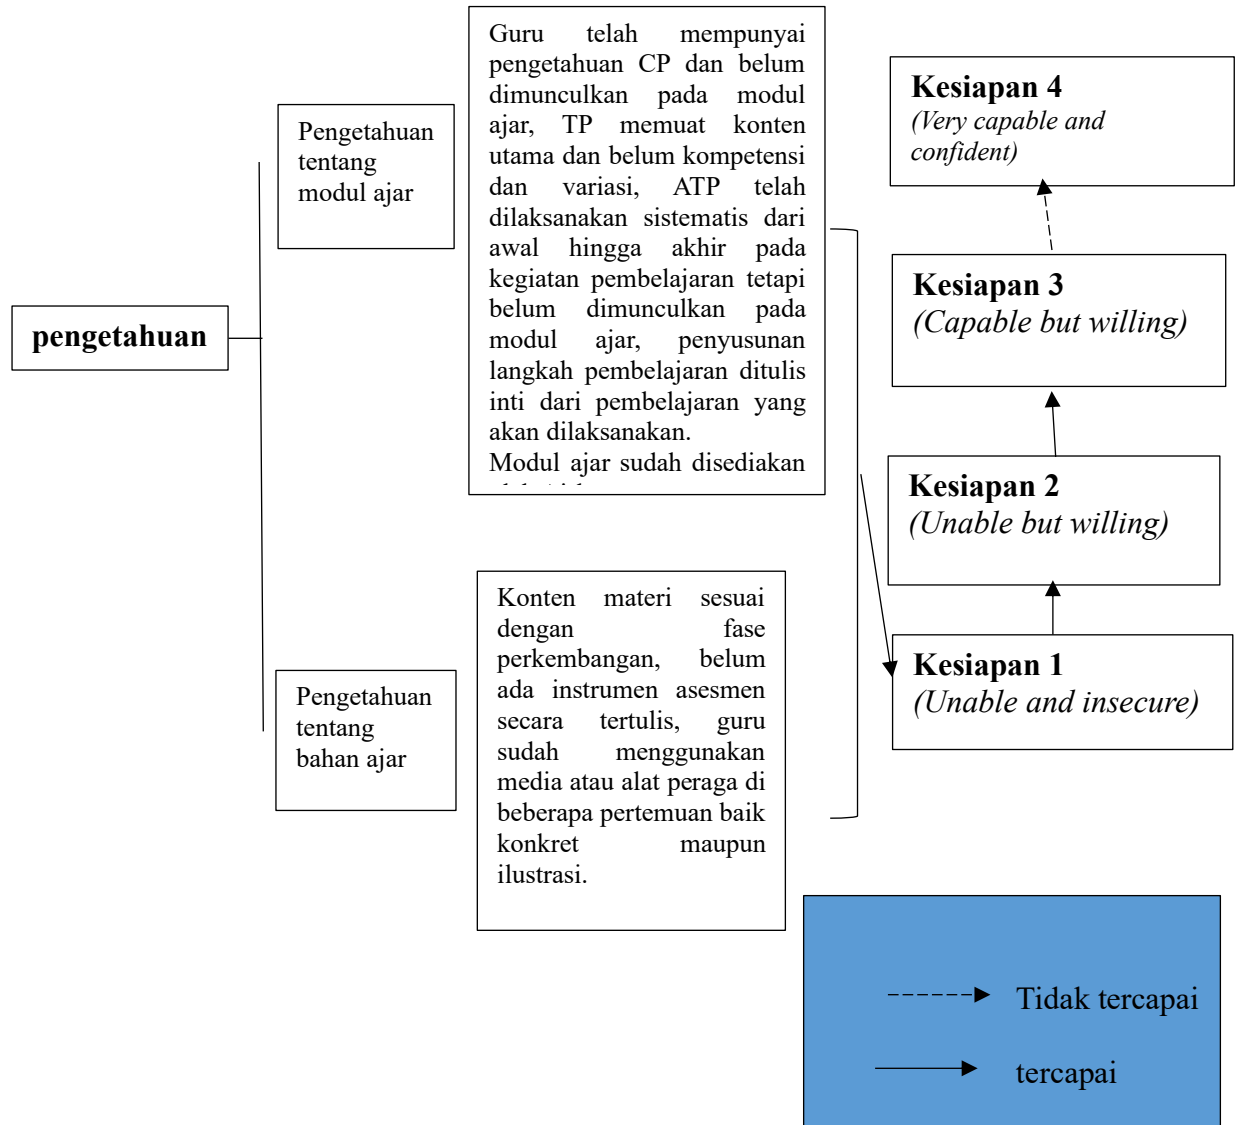 pengetahuan
Pengetahuan
tentang
modul ajar
Guru telah mempunyai
pengetahuan CP dan belum
dimunculkan pada modul
ajar, TP memuat konten
utama dan belum kompetensi
dan variasi, ATP telah
dilaksanakan sistematis dari
awal hingga akhir pada
kegiatan pembelajaran tetapi
belum dimunculkan pada
modul ajar, penyusunan
langkah pembelajaran ditulis
inti dari pembelajaran yang
akan dilaksanakan.
Modul ajar sudah disediakan
Pengetahuan
tentang
bahan ajar
Konten materi sesuai
dengan fase
perkembangan, belum
ada instrumen asesmen
secara tertulis, guru
sudah menggunakan
media atau alat peraga di
beberapa pertemuan baik
konkret maupun
ilustrasi.
Kesiapan 4
(Very capable and
confident)
Kesiapan 3
(Capable but willing)
Kesiapan 2
(Unable but willing)
Kesiapan 1
(Unable and insecure)
Tidak tercapai
tercapai